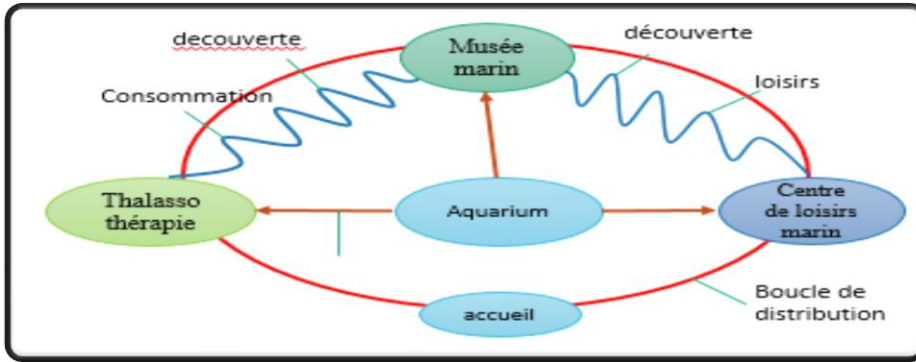 decouverte
Consommation
Musée
marin
découverte
loisirs
Thalasso
thérapie
Aquarium
Centre
de loisirs
marin
accueil
Boucle de
distribution